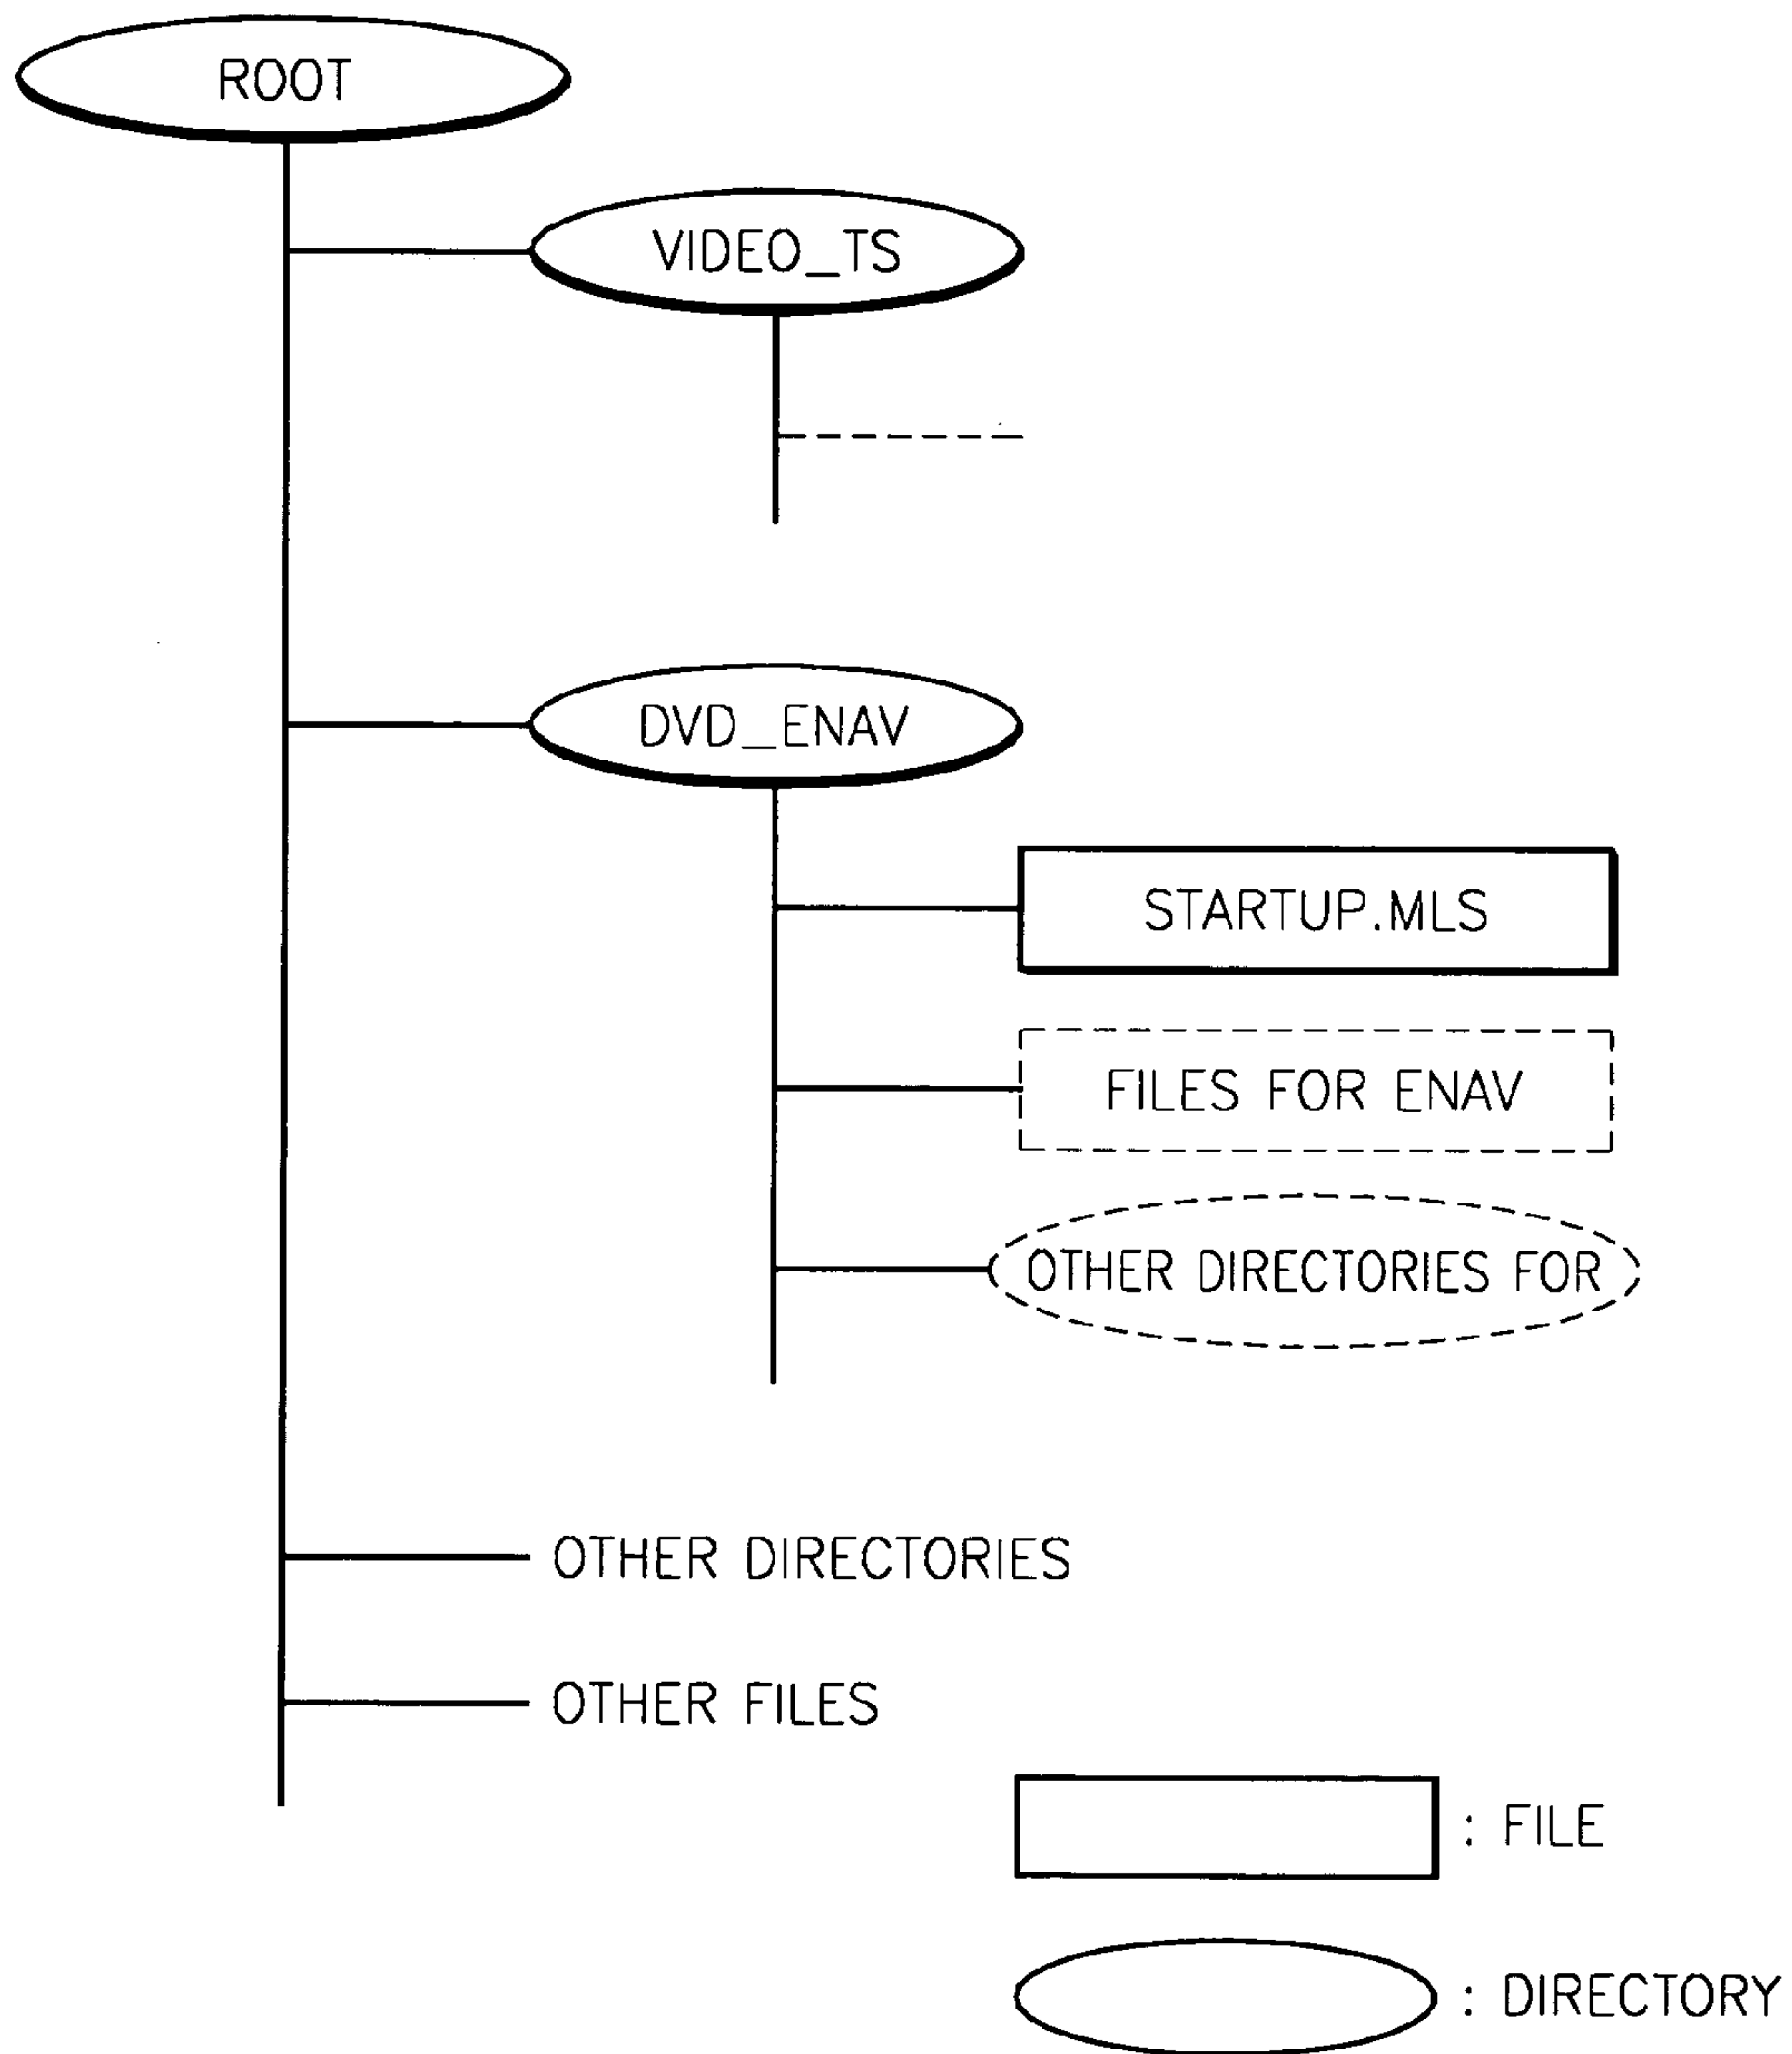 ROOT
VIDEO_TS
DVD_ENAV
STARTUP.MLS
FILES FOR ENAV
OTHER DIRECTORIES FOR
OTHER DIRECTORIES
OTHER FILES
: FILE
: DIRECTORY